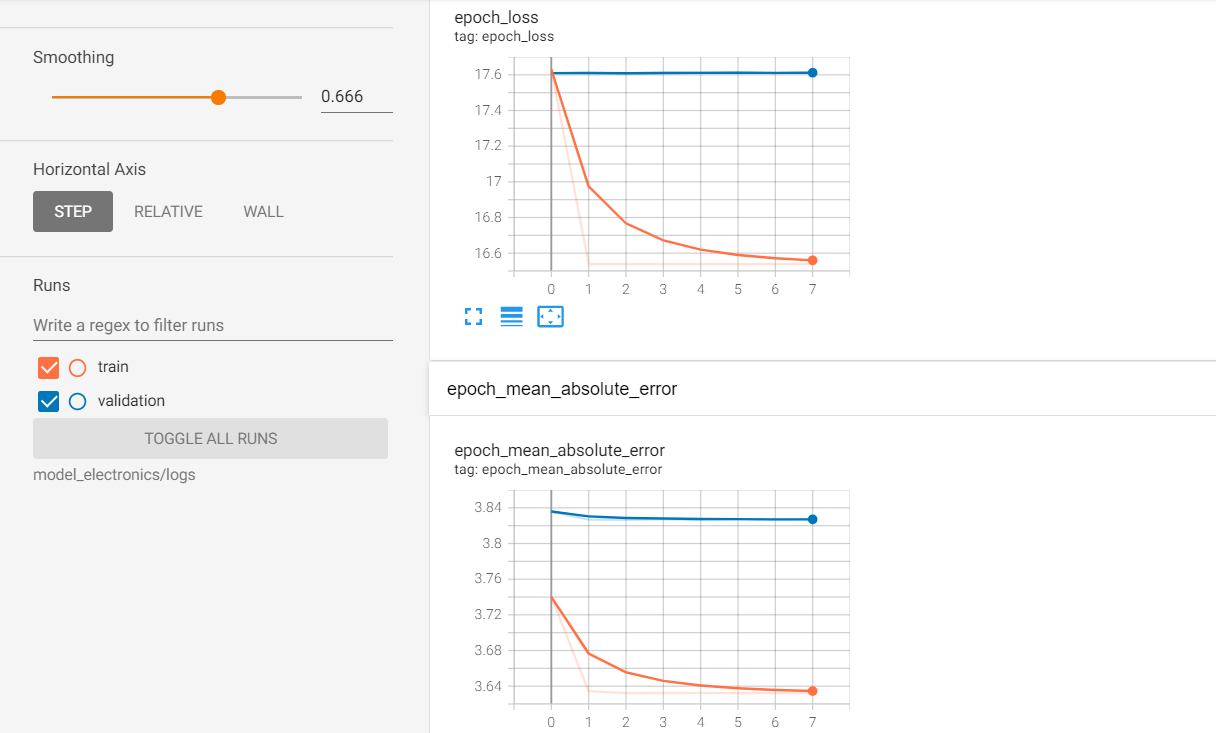 Smoothing
0.666
Horizontal Axis
STEP RELATIVE WALL
Runs
Write a regex to filter runs
train
validation
TOGGLE ALL RUNS
model_electronics/logs
epoch_loss
tag: epoch_loss
17.6
17.4
17.2
17
16.8
16.6
0 1 2 3 4 5 6 7
epoch_mean_absolute_error
epoch_mean_absolute_error
tag: epoch_mean_absolute_error
3.84
3.8
3.76
3.72
3.68
3.64
0 1 2 3 4 5 6 7